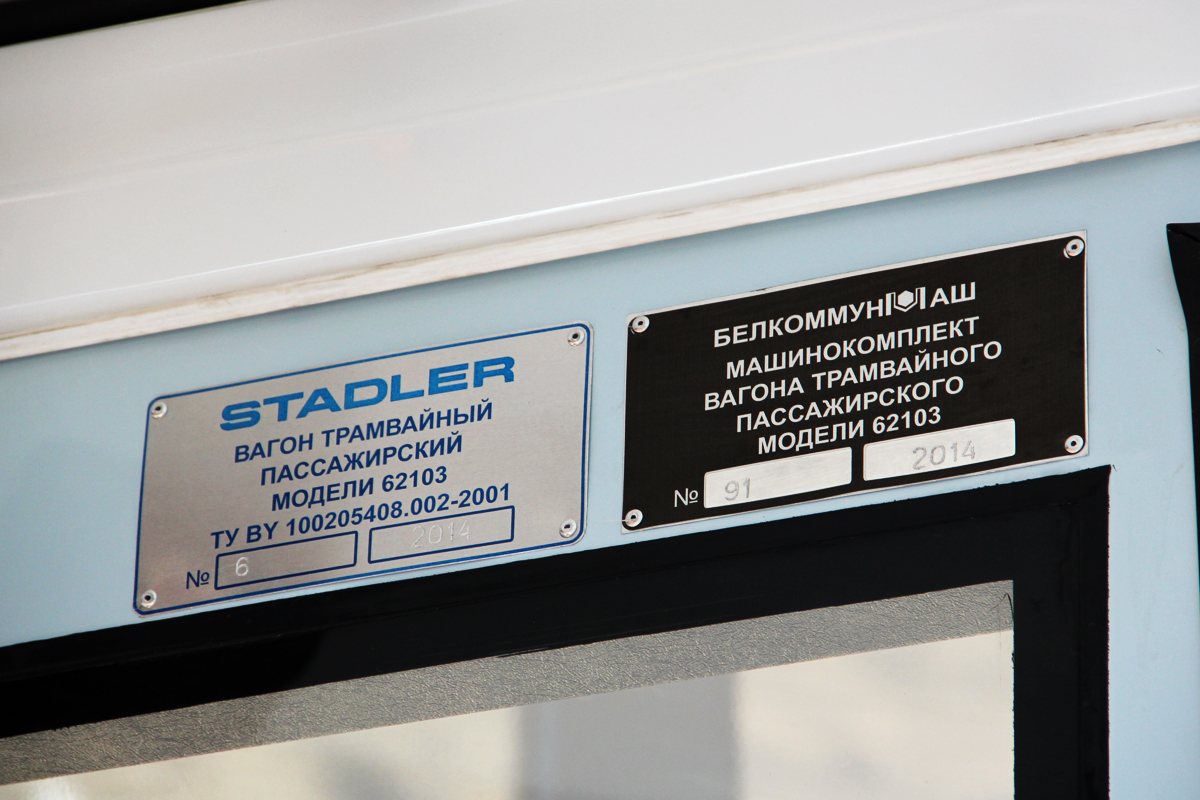 STADLER
ВАГОН ТРАМВАЙНЫЙ
ПАССАЖИРСКИЙ
МОДЕЛИ 62103
ТУ BY 100205408.002-2001
№ 6 2014
БЕЛКОММУНМАШ
МАШИНОКОМПЛЕКТ
ВАГОНА ТРАМВАЙНОГО
ПАССАЖИРСКОГО
МОДЕЛИ 62103
№ 91 2014